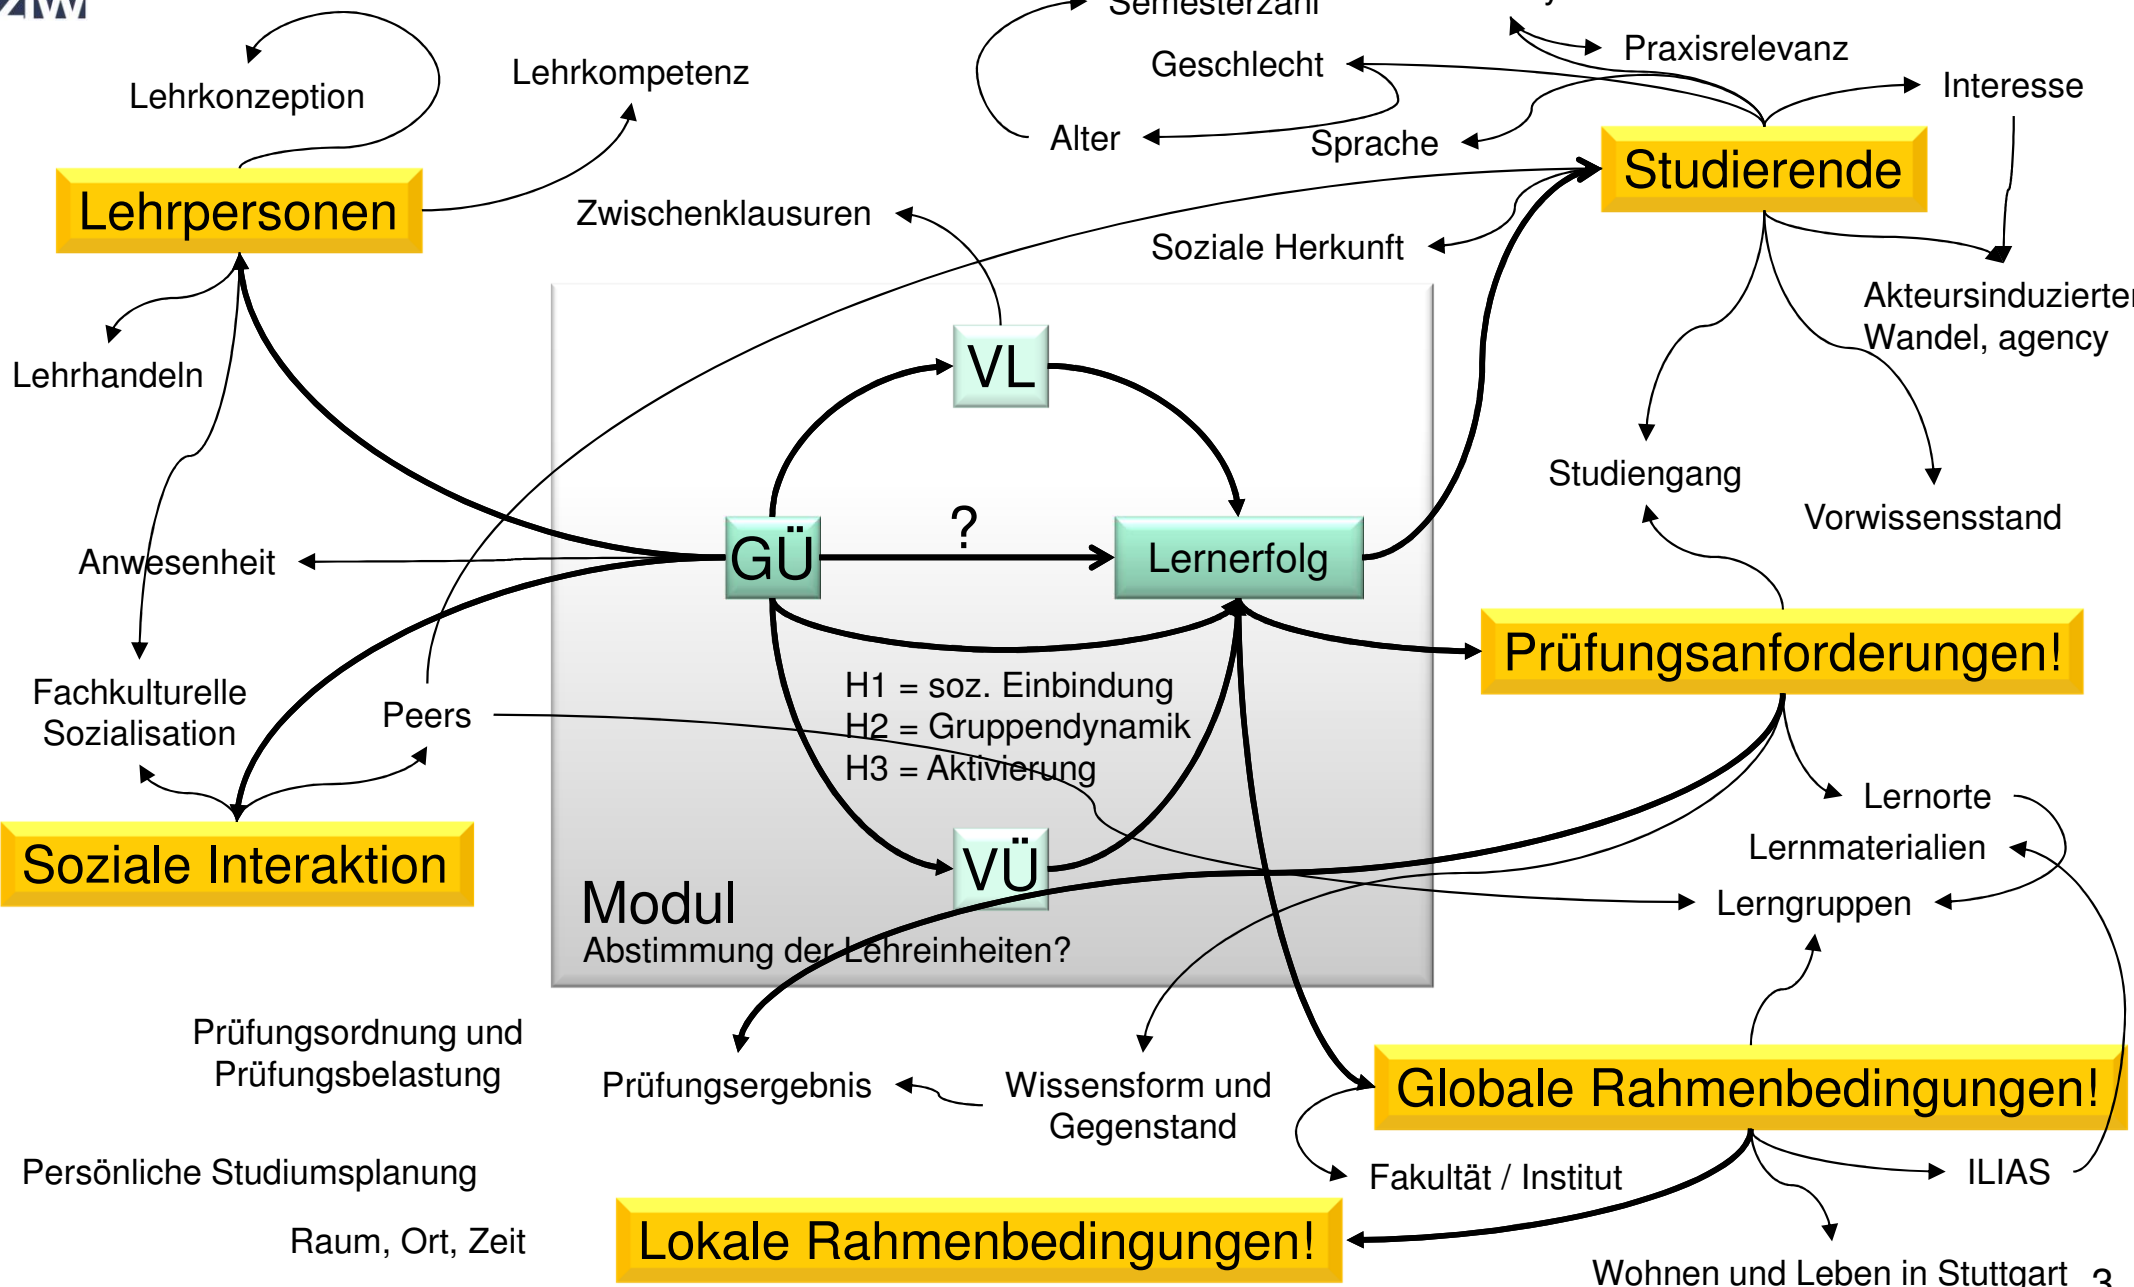 Semesterzahl
Praxisrelevanz
Geschlecht
Lehrkompetenz
Interesse
Lehrkonzeption
Alter
Sprache
Studierende
Lehrpersonen
Zwischenklausuren
Soziale Herkunft
Akteursinduzierter
Wandel, agency
VL
Lehrhandeln
Studiengang
Vorwissensstand
?
Anwesenheit
GÜ
Lernerfolg
Prüfungsanforderungen!
H1 = soz. Einbindung
H2 = Gruppendynamik
H3 = Aktivierung
Fachkulturelle
Sozialisation
Peers
Lernorte
Lernmaterialien
Lerngruppen
Soziale Interaktion
VÜ
Modul
Abstimmung der Lehreinheiten?
Prüfungsordnung und
Prüfungsbelastung
Prüfungsergebnis
Wissensform und
Gegenstand
Globale Rahmenbedingungen!
Persönliche Studiumsplanung
Fakultät / Institut
ILIAS
Raum, Ort, Zeit
Lokale Rahmenbedingungen!
Wohnen und Leben in Stuttgart
3